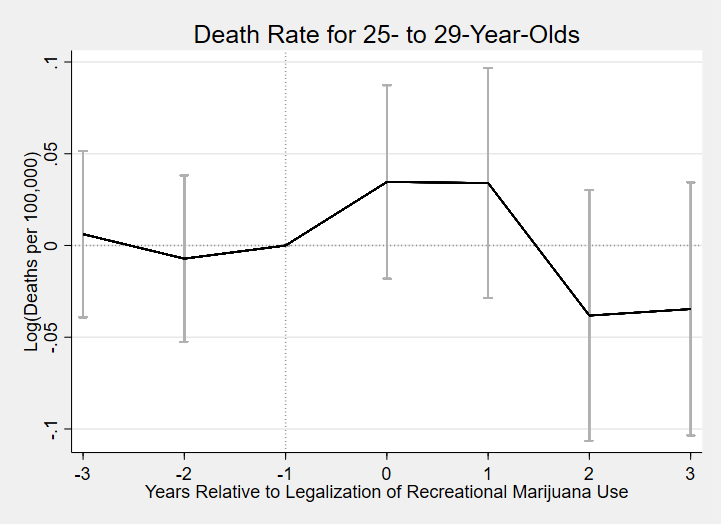 Death Rate for 25- to 29-Year-Olds
Log(Deaths per 100,000)
.1
.05
0
-.05
-.1
-3 -2 -1 0 1 2 3
Years Relative to Legalization of Recreational Marijuana Use